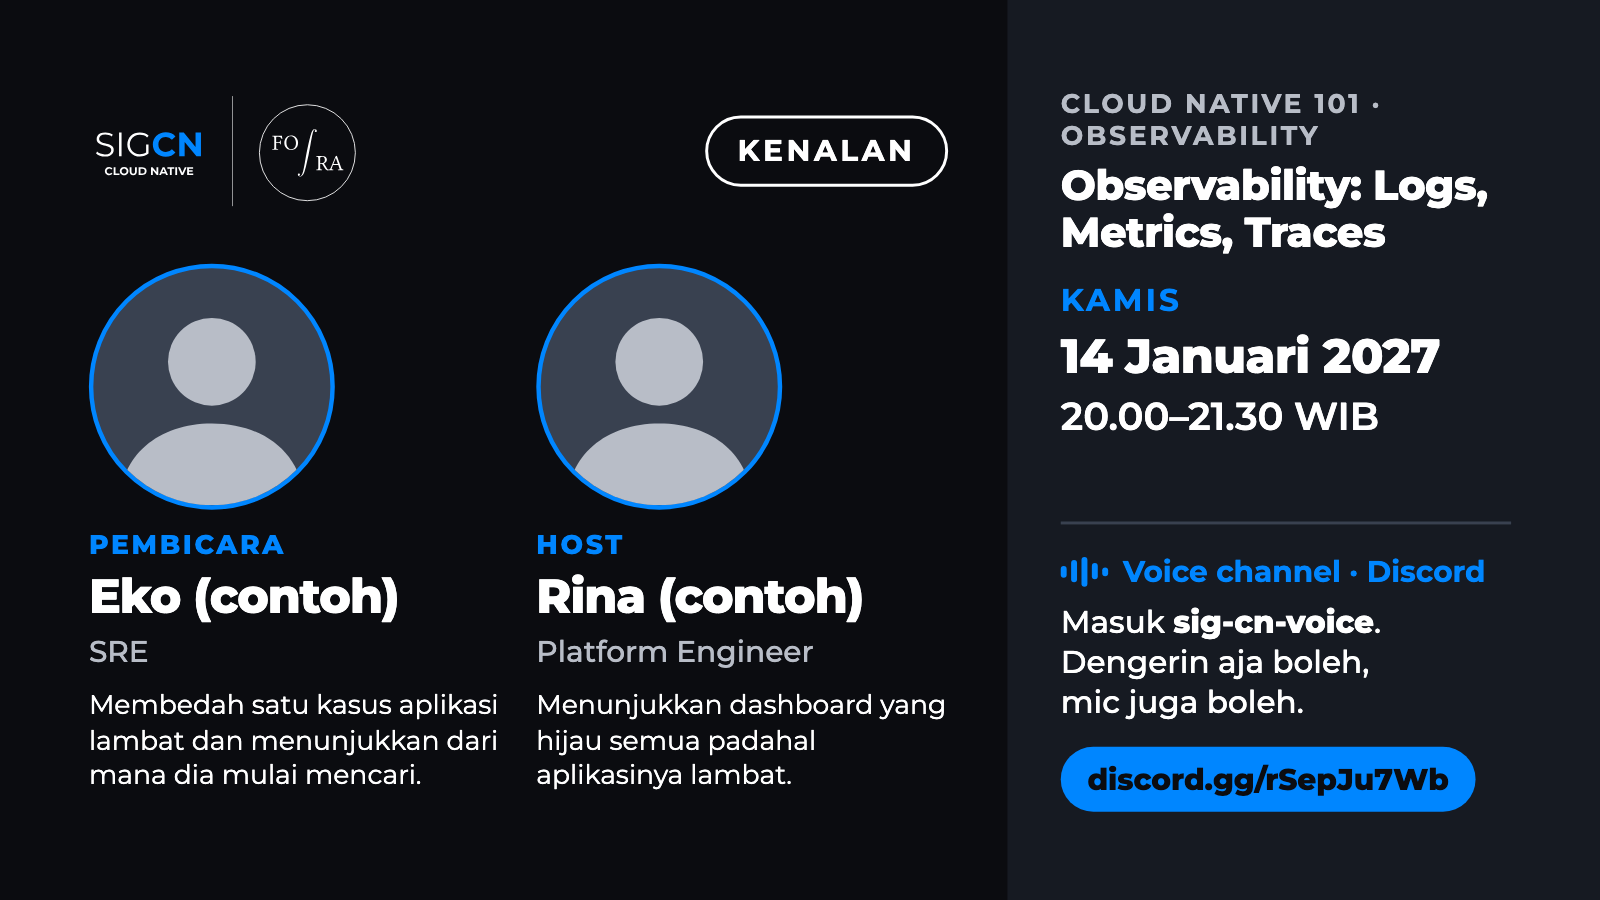 SIGCN
CLOUD NATIVE
FO
RA
KENALAN
PEMBICARA
Eko (contoh)
SRE
Membedah satu kasus aplikasi
lambat dan menunjukkan dari
mana dia mulai mencari.
HOST
Rina (contoh)
Platform Engineer
Menunjukkan dashboard yang
hijau semua padahal
aplikasinya lambat.
CLOUD NATIVE 101 ·
OBSERVABILITY
Observability: Logs,
Metrics, Traces
KAMIS
14 Januari 2027
20.00–21.30 WIB
Voice channel · Discord
Masuk sig-cn-voice.
Dengerin aja boleh,
mic juga boleh.
discord.gg/rSepJu7Wb